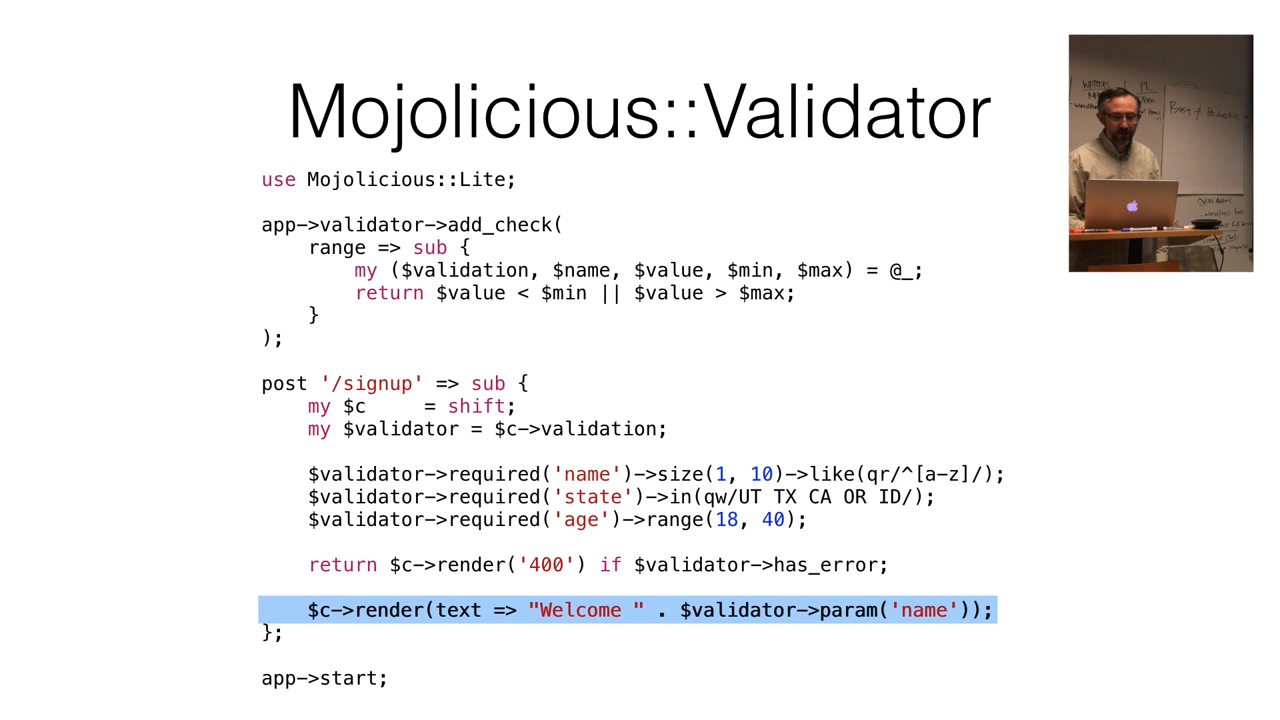 Mojolicious::Validator
use Mojolicious::Lite;
app->validator->add_check(
    range => sub {
        my ($validation, $name, $value, $min, $max) = @_;
        return $value < $min || $value > $max;
    }
);
post '/signup' => sub {
    my $c     = shift;
    my $validator = $c->validation;
    $validator->required('name')->size(1, 10)->like(qr/^[a-z]/);
    $validator->required('state')->in(qw/UT TX CA OR ID/);
    $validator->required('age')->range(18, 40);
    return $c->render('400') if $validator->has_error;
    $c->render(text => "Welcome " . $validator->param('name'));
};
app->start;
PL
Busy ≠